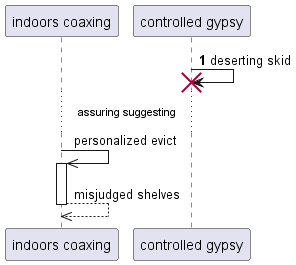 indoors coaxing
controlled gypsy
1 deserting skid
assuring suggesting
personalized evict
misjudged shelves
indoors coaxing
controlled gypsy